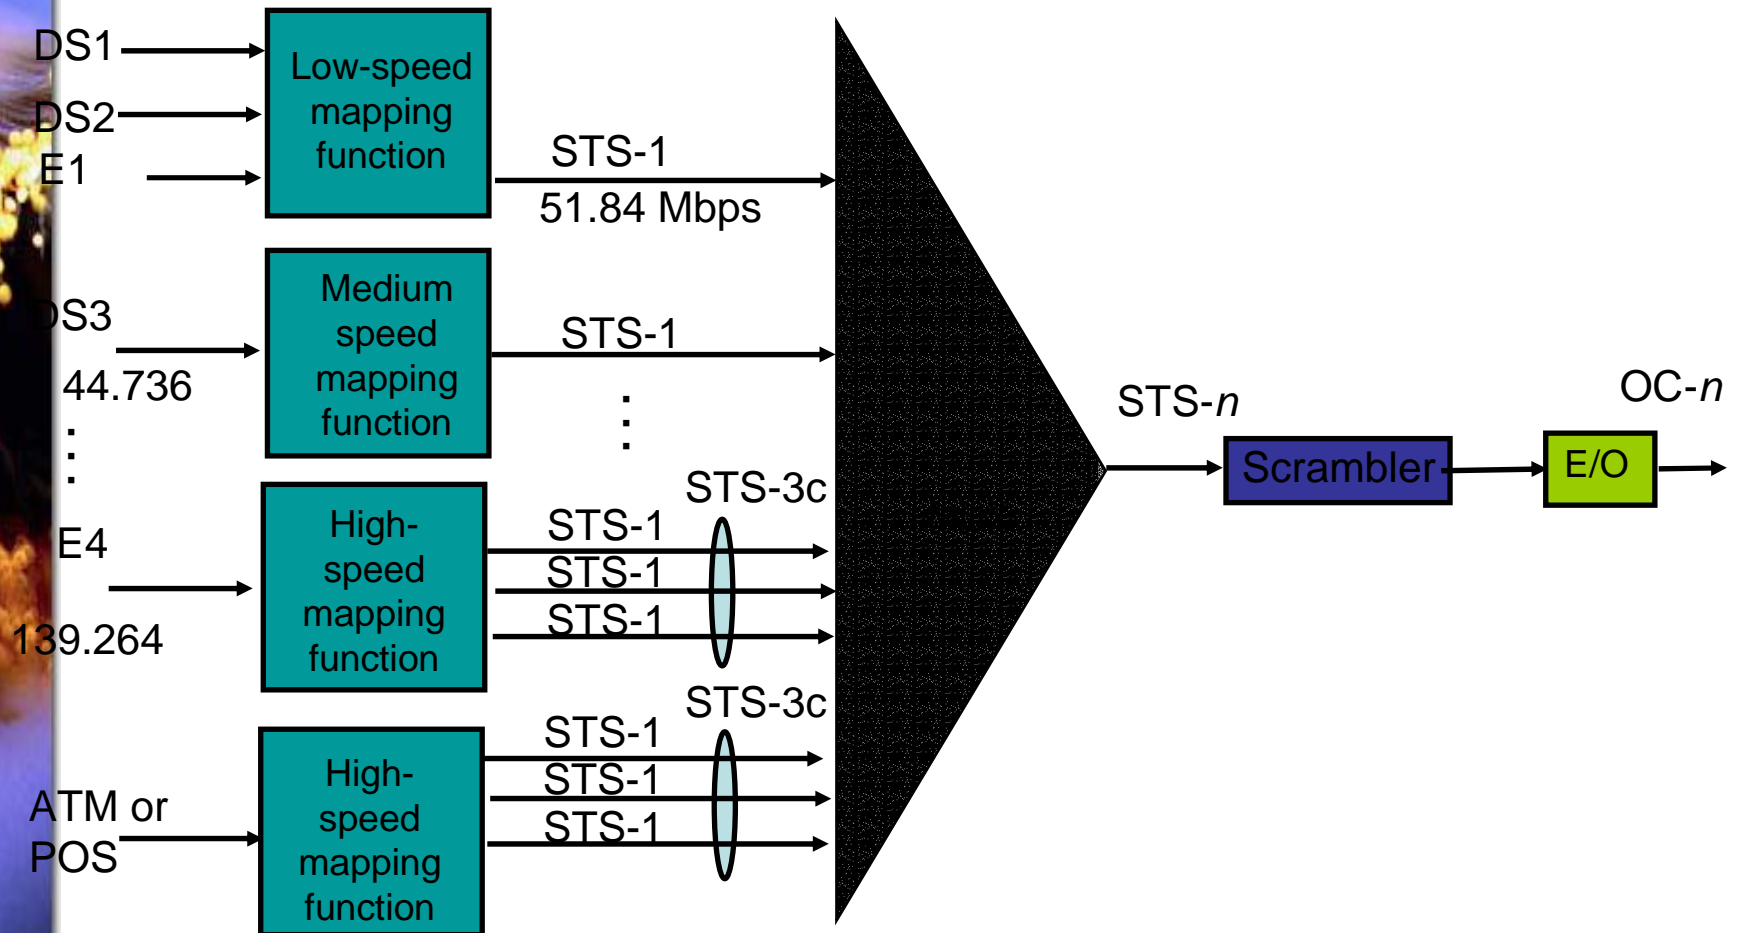 DS1
DS2
E1
Low-speed
mapping
function
STS-1
51.84 Mbps
DS3
44.736
Medium
speed
mapping
function
STS-1
E4
139.264
High-
speed
mapping
function
STS-1
STS-1
STS-1
STS-3c
ATM or
POS
High-
speed
mapping
function
STS-1
STS-1
STS-1
STS-3c
STS-n
Scrambler
E/O
OC-n